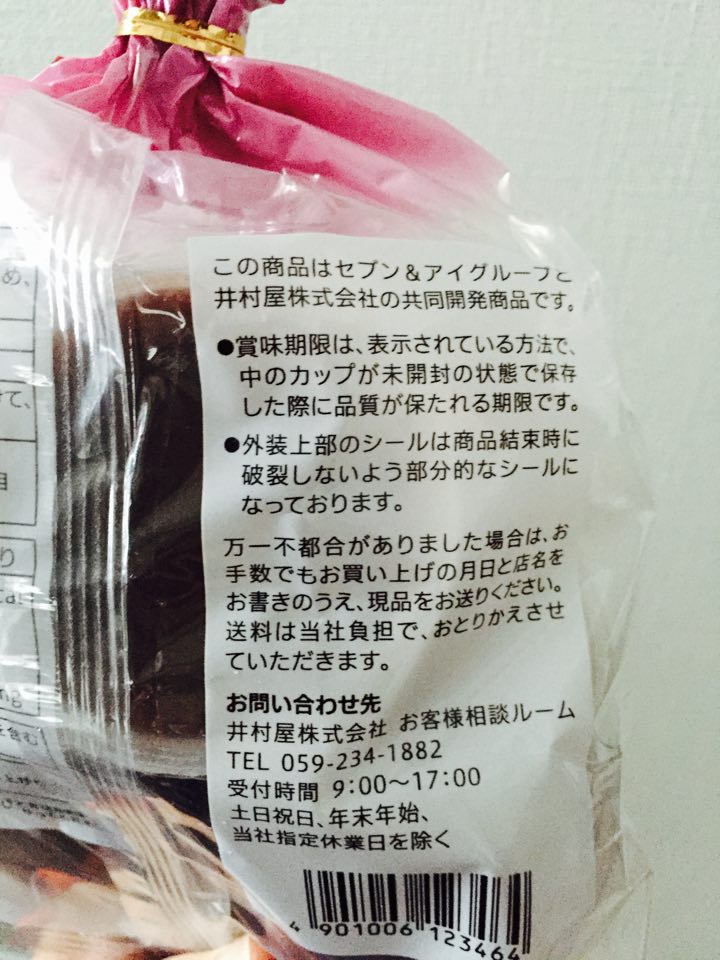 この商品はセブン&アイグループと
井村屋株式会社の共同開発商品です。
●賞味期限は、表示されている方法で、
中のカップが未開封の状態で保存
した際に品質が保たれる期限です。
●外装上部のシールは商品結束時に
破裂しないよう部分的なシールに
なっております。
万一不都合がありました場合は、お
手数でもお買い上げの月日と店名を
お書きのうえ、現品をお送りください。
送料は当社負担で、おとりかえさせ
ていただきます。
お問い合わせ先
井村屋株式会社 お客様相談ルーム
TEL 059-234-1882
受付時間 9:00〜17:00
土日祝日、年末年始、
当社指定休業日を除く
4 901006 123464